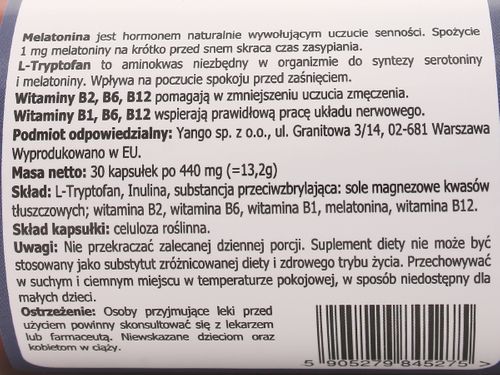 Melatonina jest hormonem naturalnie wywołującym uczucie senności. Spożycie
1 mg melatoniny na krótko przed snem skraca czas zasypiania.
L-Tryptofan to aminokwas niezbędny w organizmie do syntezy serotoniny
i melatoniny. Wpływa na poczucie spokoju przed zaśnięciem.
Witaminy B2, B6, B12 pomagają w zmniejszeniu uczucia zmęczenia.
Witaminy B1, B6, B12 wspierają prawidłową pracę układu nerwowego.
Podmiot odpowiedzialny: Yango sp. z o.o., ul. Granitowa 3/14, 02-681 Warszawa
Wyprodukowano w EU.
Masa netto: 30 kapsułek po 440 mg (=13,2g)
Skład: L-Tryptofan, Inulina, substancja przeciwzbrylająca: sole magnezowe kwasów
tłuszczowych; witamina B2, witamina B6, witamina B1, melatonina, witamina B12.
Skład kapsułki: celuloza roślinna.
Uwagi: Nie przekraczać zalecanej dziennej porcji. Suplement diety nie może być
stosowany jako substytut zróżnicowanej diety i zdrowego trybu życia. Przechowywać
w suchym i ciemnym miejscu w temperaturze pokojowej, w sposób niedostępny dla
małych dzieci.
Ostrzeżenie: Osoby przyjmujące leki przed
użyciem powinny skonsultować się z lekarzem
lub farmaceutą. Niewskazane dzieciom oraz
kobietom w ciąży.
5 905279 845275 >